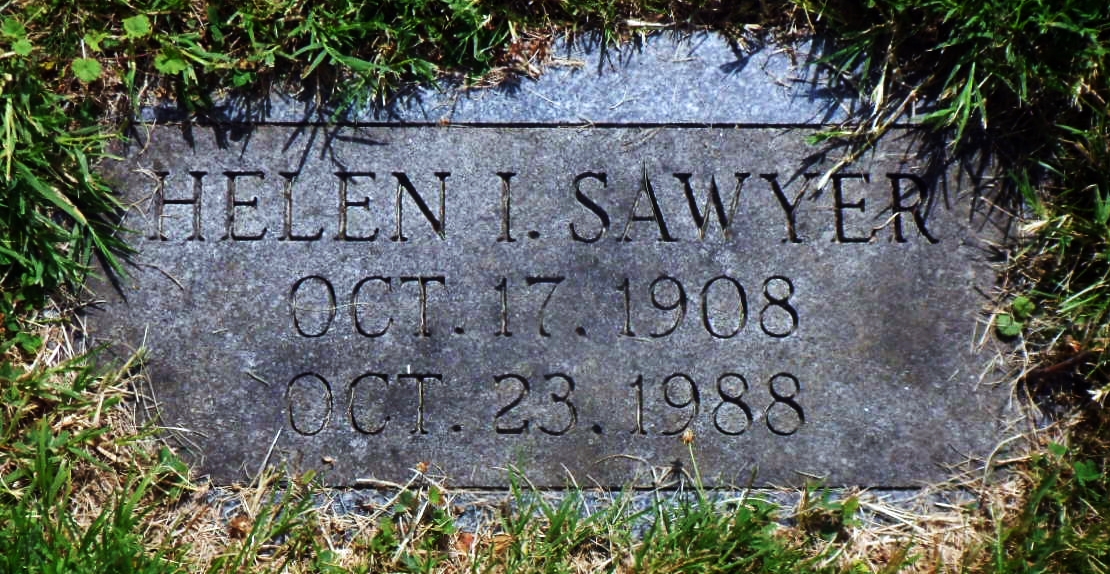 HELEN I. SAWYER
OCT. 17. 1908
OCT. 23. 1988